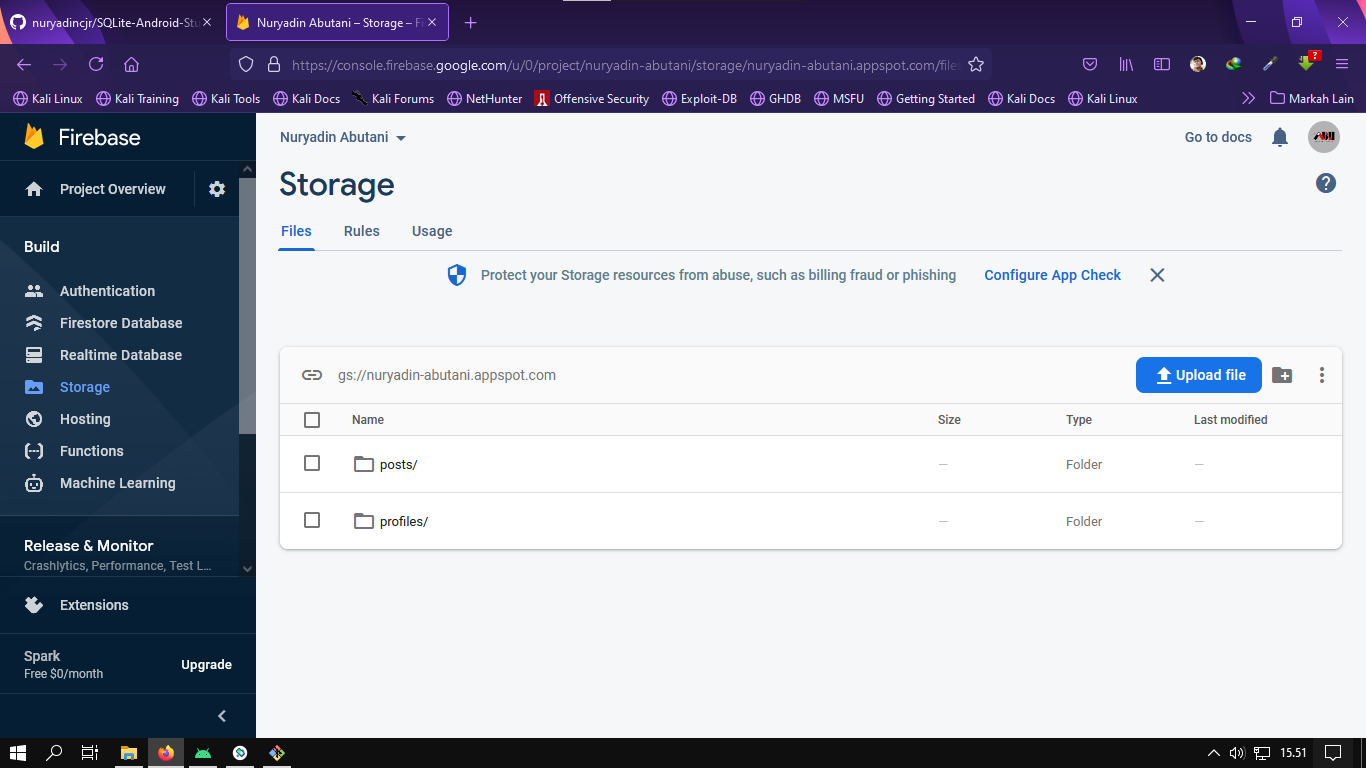 nuryadincjr/SQLite-Android-Stu
Nuryadin Abutani – Storage – Fi
https://console.firebase.google.com/u/0/project/nuryadin-abutani/storage/nuryadin-abutani.appspot.com/files
Kali Linux
Kali Training
Kali Tools
Kali Docs
Kali Forums
NetHunter
Offensive Security
Exploit-DB
GHDB
MSFU
Getting Started
Kali Docs
Kali Linux
Markah Lain
Firebase
Project Overview
Build
Authentication
Firestore Database
Realtime Database
Storage
Hosting
Functions
Machine Learning
Release & Monitor
Crashlytics, Performance, Test L...
Extensions
Spark
Free $0/month
Upgrade
Nuryadin Abutani
Go to docs
Storage
Files
Rules
Usage
Protect your Storage resources from abuse, such as billing fraud or phishing
Configure App Check
gs://nuryadin-abutani.appspot.com
Upload file
Name
Size
Type
Last modified
posts/
—
Folder
—
profiles/
—
Folder
—
15.51